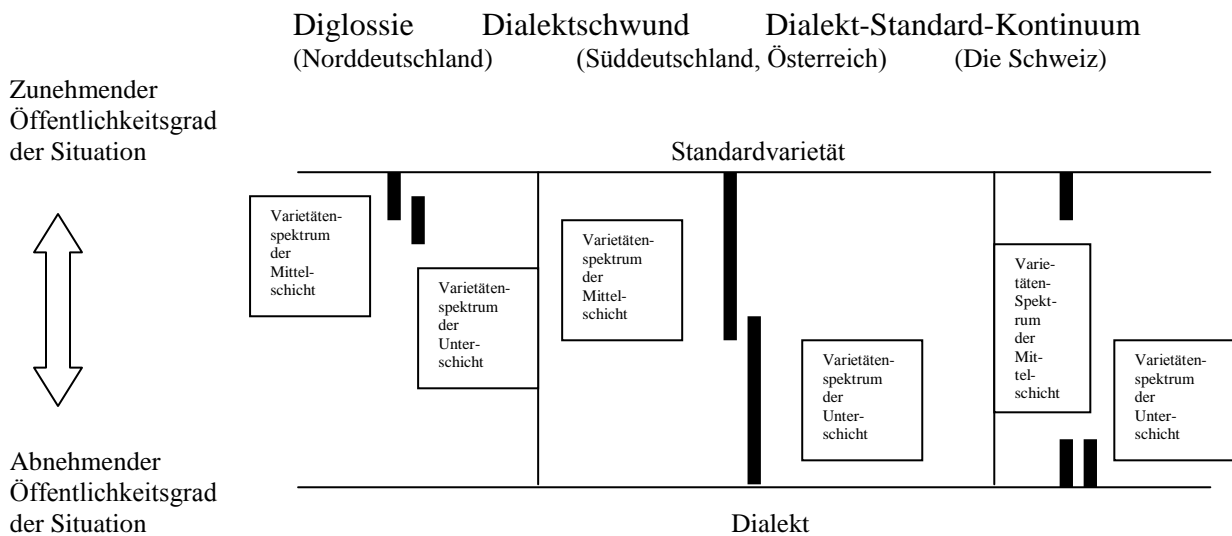 Diglossie Dialektschwund Dialekt-Standard-Kontinuum
(Norddeutschland) (Süddeutschland, Österreich) (Die Schweiz)
Zunehmender
Öffentlichkeitsgrad
der Situation
Standardvarietät
Varietäten-
spektrum
der
Mittel-
schicht
Varietäten-
spektrum
der
Unter-
schicht
Varietäten-
spektrum
der
Mittel-
schicht
Varietäten-
spektrum
der
Unter-
schicht
Varie-
täten-
Spekt-
rum
der
Mit-
tel-
schicht
Varietäten-
spektrum
der
Unter-
schicht
Abnehmender
Öffentlichkeitsgrad
der Situation
Dialekt